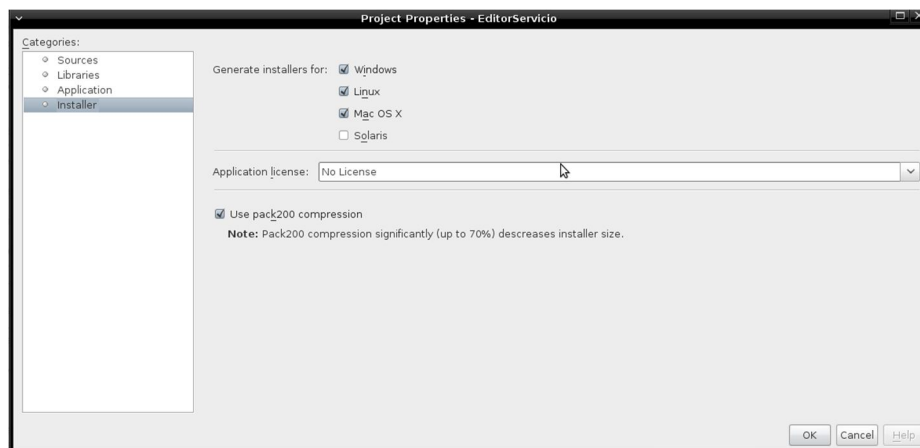 Project Properties - EditorServicio
Categories:
Sources
Libraries
Application
Installer
Generate installers for:
Windows
Linux
Mac OS X
Solaris
Application license:
No License
Use pack200 compression
Note: Pack200 compression significantly (up to 70%) descreases installer size.
OK
Cancel
Help